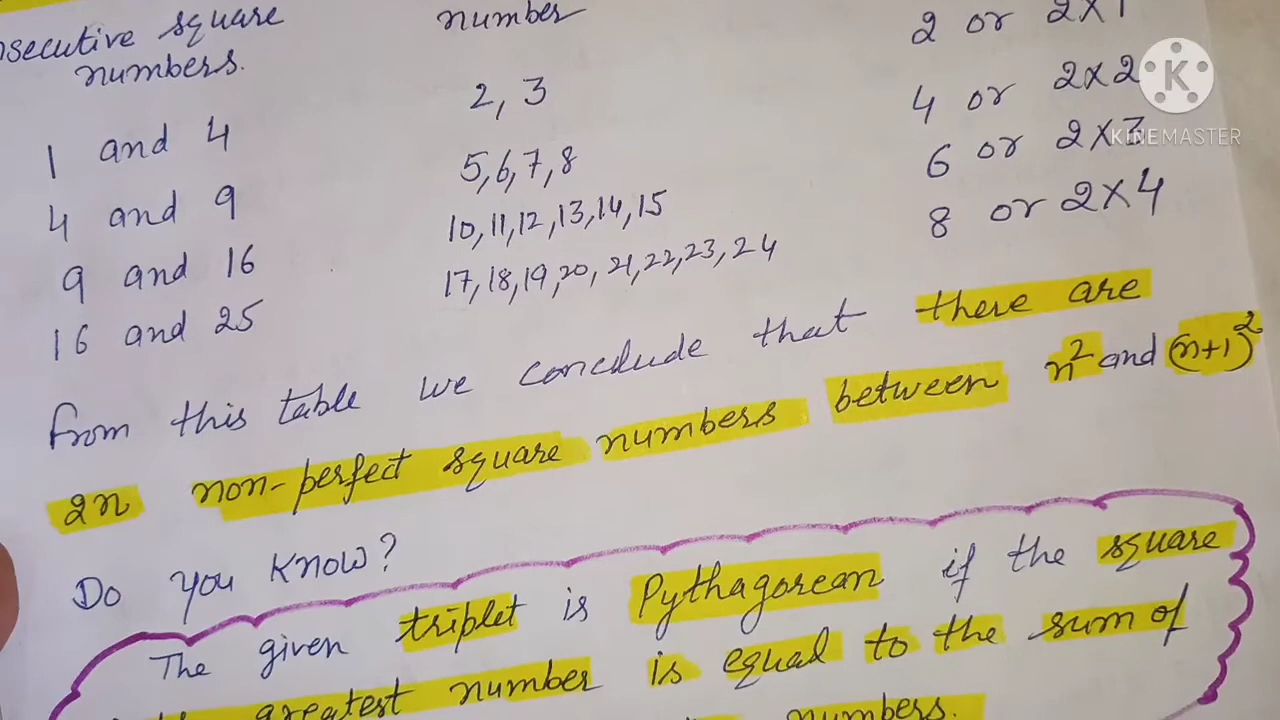 nsecutive square number 2 or 2×1
numbers.
1 and 4 2, 3 4 or 2×2
4 and 9 5,6,7,8 6 or 2×3
9 and 16 10,11,12,13,14,15 8 or 2×4
16 and 25 17,18,19,20,21,22,23,24
From this table we conclude that there are
2n non-perfect square numbers between n² and (n+1)²
Do you know?
The given triplet is Pythagorean if the square
greatest number is equal to the sum of
numbers.
K
KINEMASTER